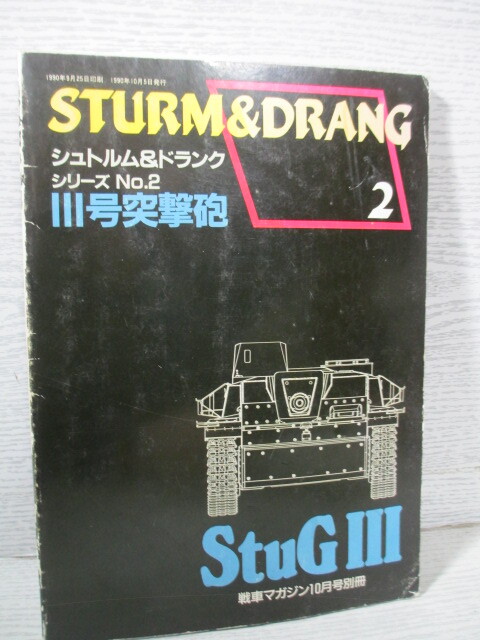 1990年9月25日印刷 1990年10月5日発行
STURM&DRANG
シュトルム&ドランク
シリーズ No.2
2
III号突撃砲
StuG III
戦車マガジン10月号別冊